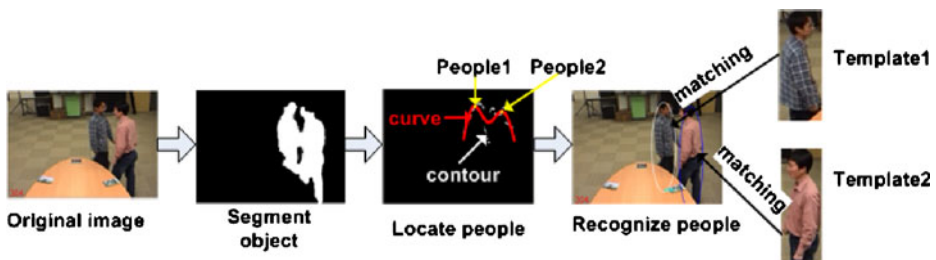 Original image
Segment
object
People1
People2
curve
contour
Locate people
matching
matching
Recognize people
Template1
Template2